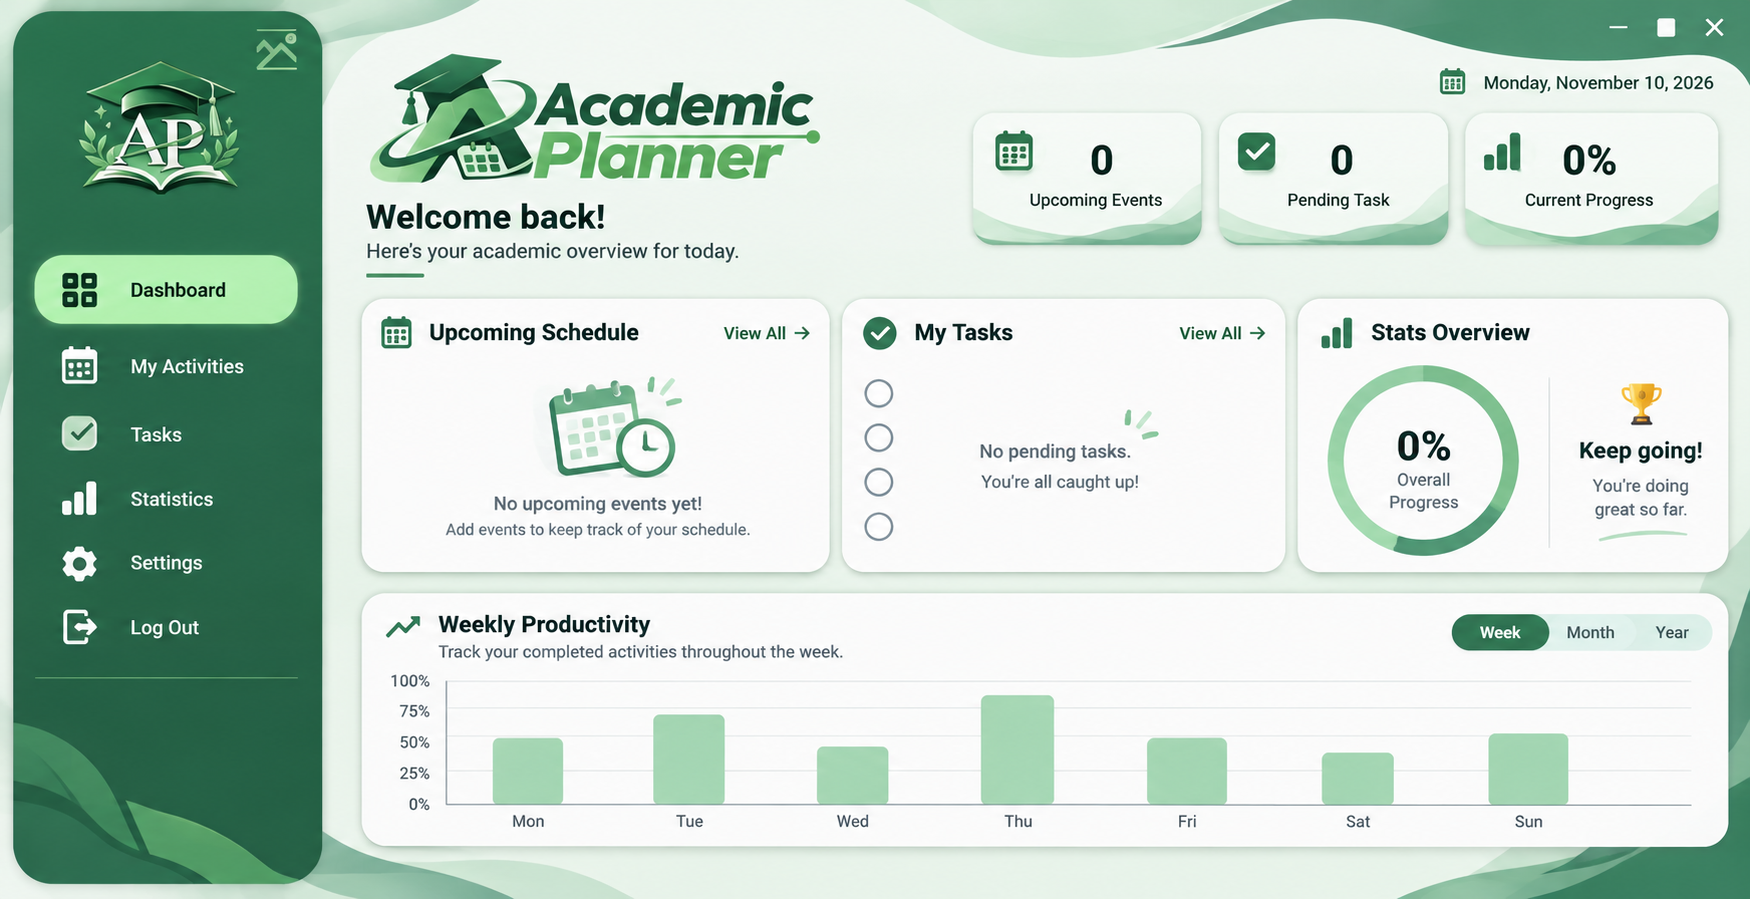 AP
Dashboard
My Activities
Tasks
Statistics
Settings
Log Out
Academic
Planner
Welcome back!
Here's your academic overview for today.
Monday, November 10, 2026
0
Upcoming Events
0
Pending Task
0%
Current Progress
Upcoming Schedule
View All →
No upcoming events yet!
Add events to keep track of your schedule.
My Tasks
View All →
No pending tasks.
You're all caught up!
Stats Overview
0%
Overall
Progress
Keep going!
You're doing
great so far.
Weekly Productivity
Track your completed activities throughout the week.
Week Month Year
100%
75%
50%
25%
0%
Mon Tue Wed Thu Fri Sat Sun